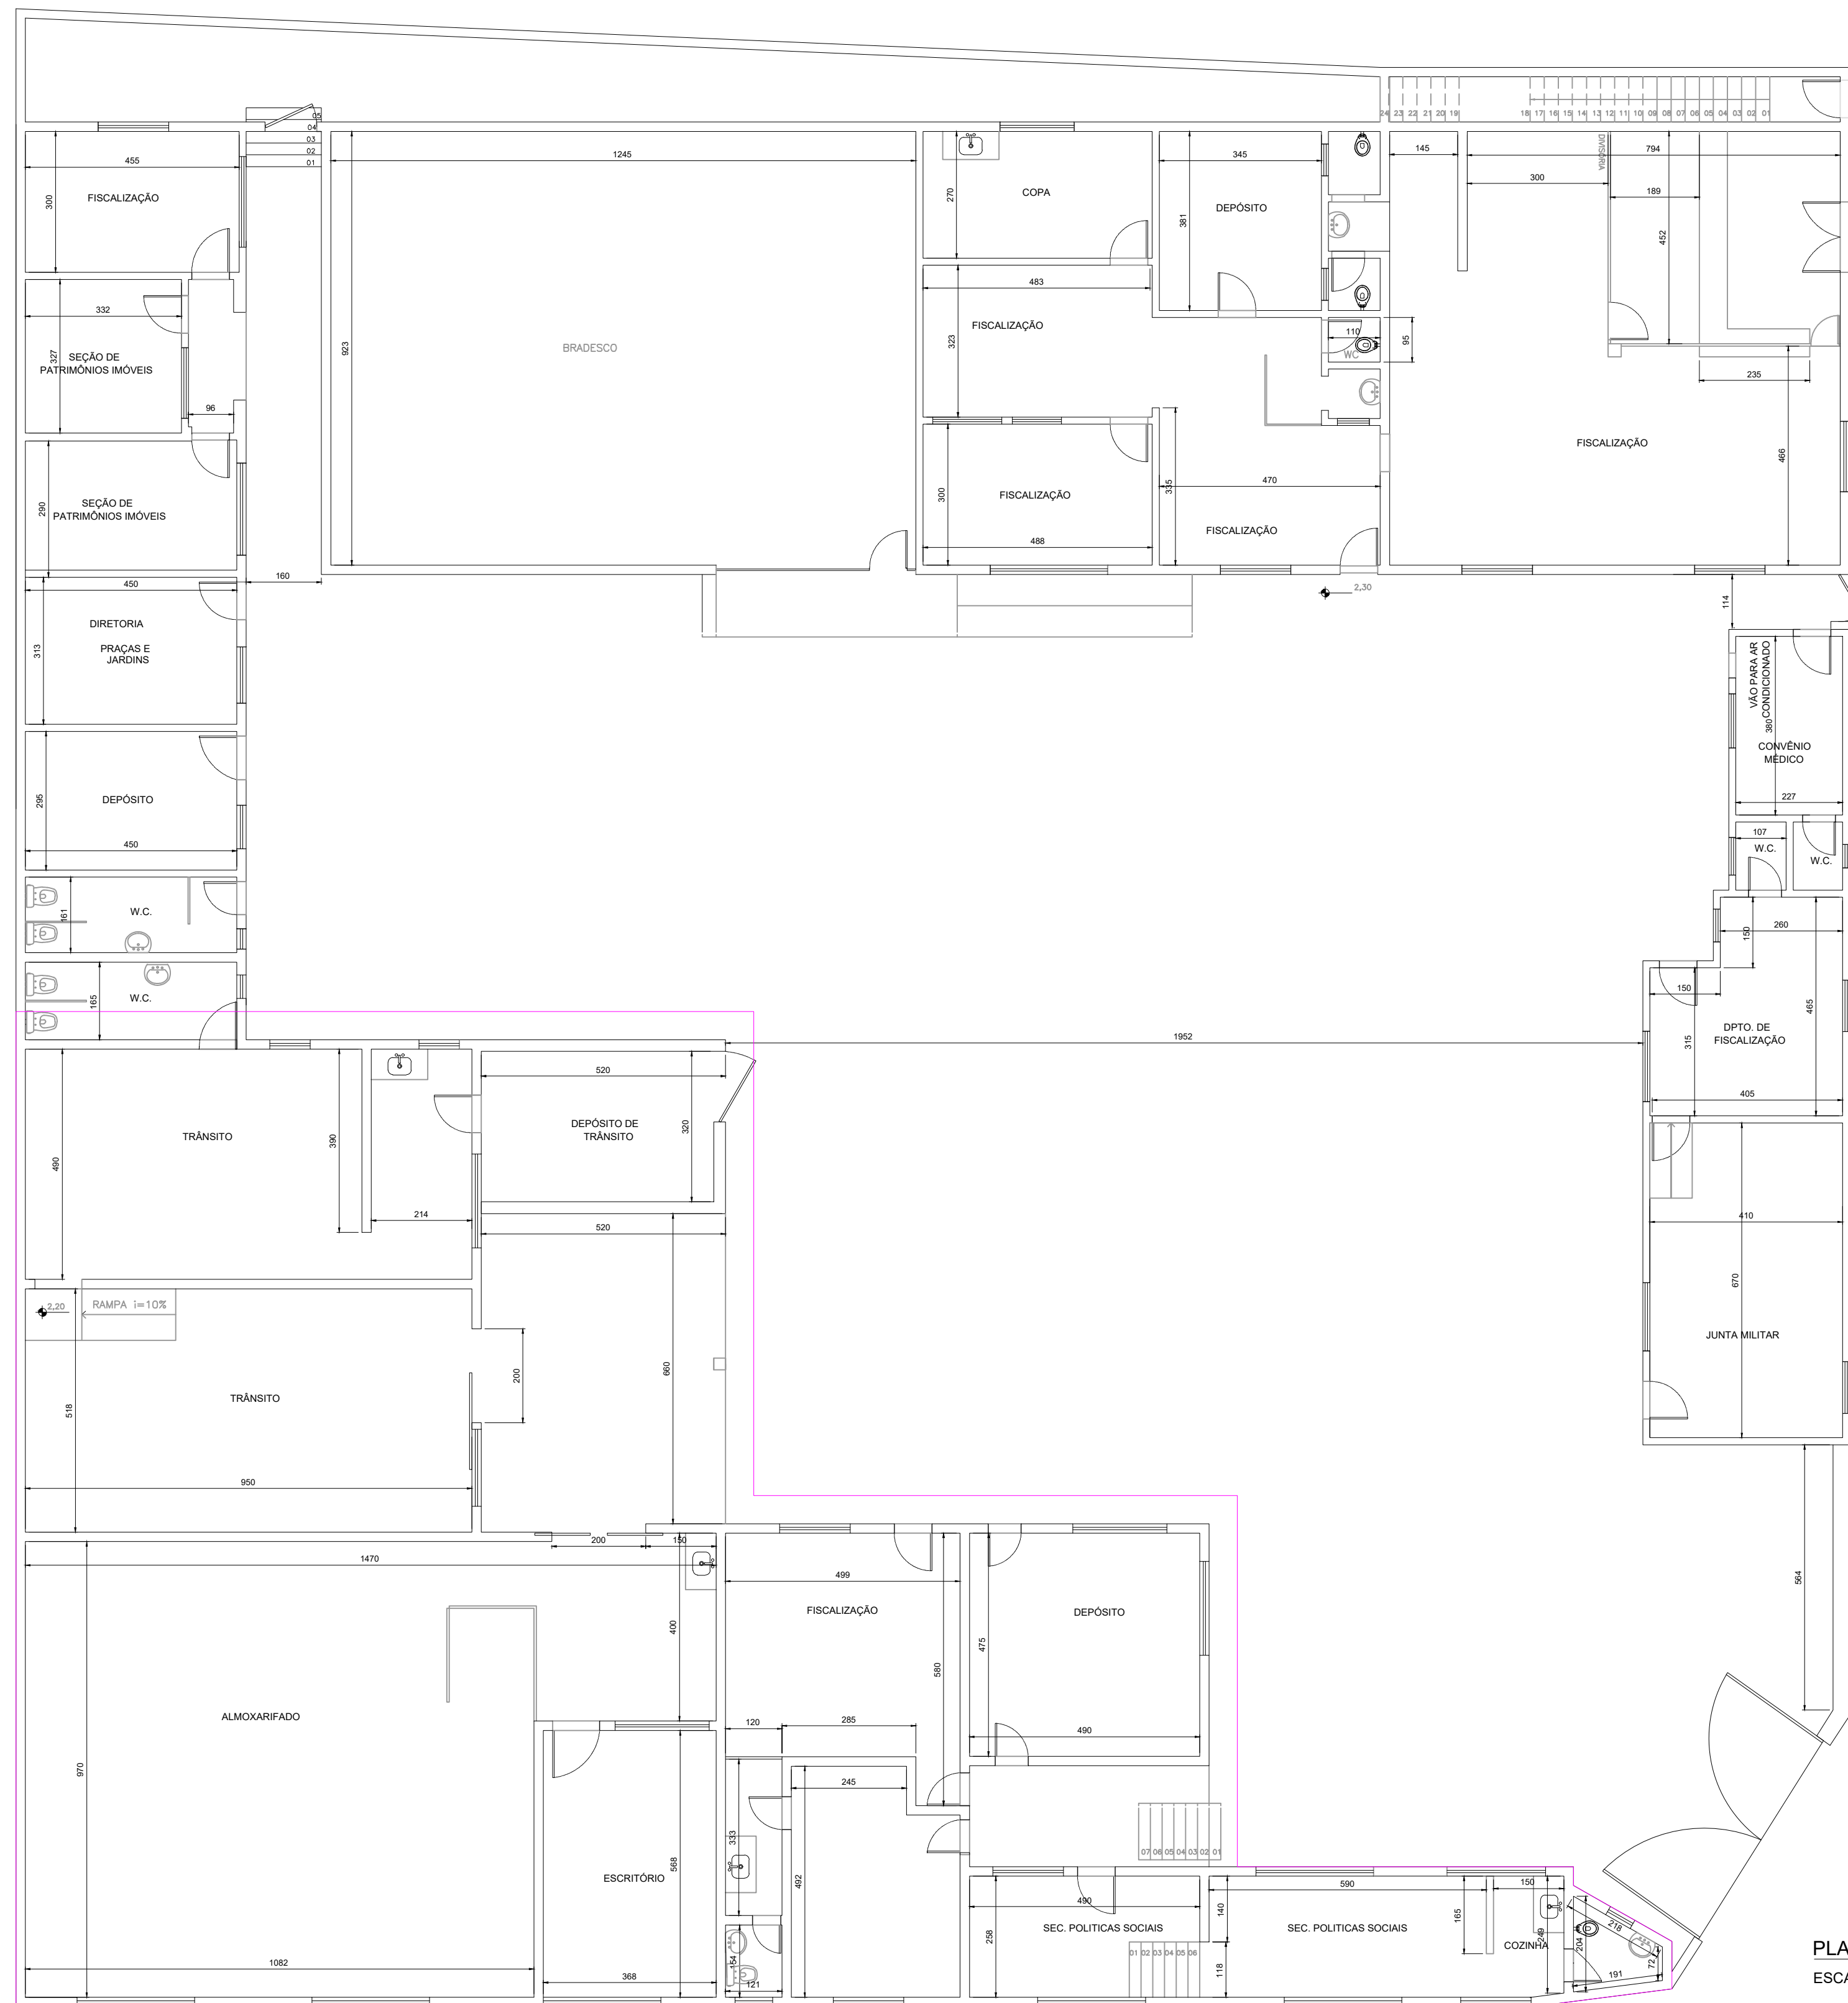 24 23 22 21 20 19
18 17 16 15 14 13 12 11 10 09 08 07 06 05 04 03 02 01
05
04
03
02
01
455
300
FISCALIZAÇÃO
1245
923
BRADESCO
270
COPA
345
381
DEPÓSITO
145
794
DIVISÓRIA
300
189
452
332
327
SEÇÃO DE
PATRIMÔNIOS IMÓVEIS
96
483
FISCALIZAÇÃO
323
110
WC
95
235
FISCALIZAÇÃO
466
290
SEÇÃO DE
PATRIMÔNIOS IMÓVEIS
300
FISCALIZAÇÃO
488
335
470
FISCALIZAÇÃO
160
450
DIRETORIA
PRAÇAS E
JARDINS
313
2,30
114
VÃO PARA AR
CONDICIONADO
380
CONVÊNIO
MÉDICO
227
295
DEPÓSITO
450
107
W.C.
W.C.
161
W.C.
165
W.C.
150
260
150
465
315
DPTO. DE
FISCALIZAÇÃO
405
1952
490
TRÂNSITO
390
214
520
DEPÓSITO DE
TRÂNSITO
320
520
410
670
JUNTA MILITAR
2,20
RAMPA i=10%
518
TRÂNSITO
950
200
660
564
200
150
1470
400
970
ALMOXARIFADO
1082
499
FISCALIZAÇÃO
580
120
285
475
DEPÓSITO
490
245
333
492
568
ESCRITÓRIO
368
154
121
07 06 05 04 03 02 01
490
258
SEC. POLITICAS SOCIAIS
01 02 03 04 05 06
590
140
118
SEC. POLITICAS SOCIAIS
165
150
249
COZINHA
204
218
72
191
PLA
ESCA